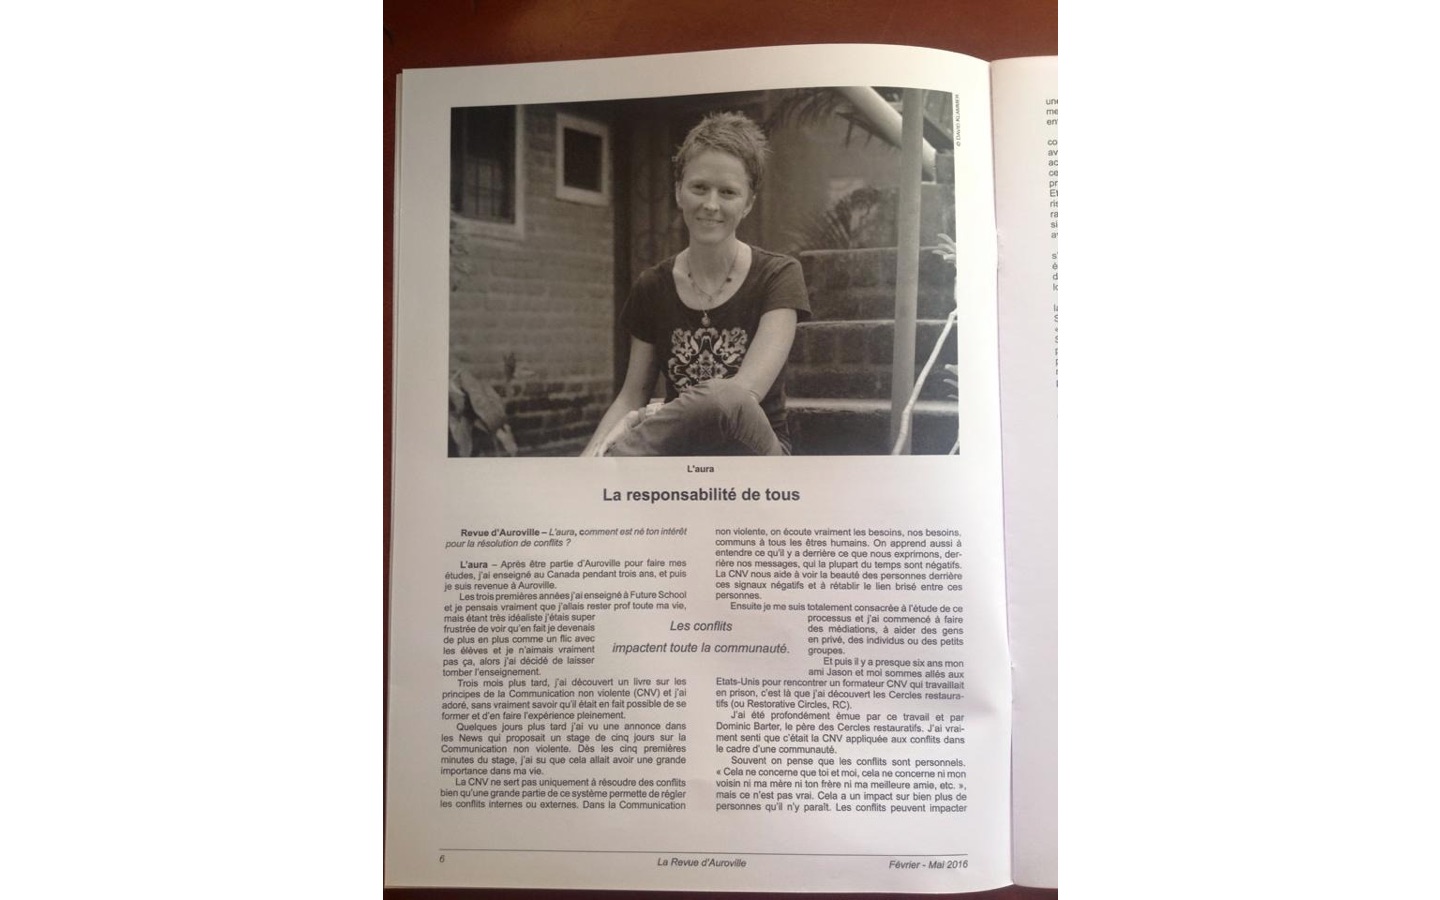 © DAVID KLAMMER
L'aura
La responsabilité de tous
Revue d'Auroville – L'aura, comment est né ton intérêt
pour la résolution de conflits ?
L'aura – Après être partie d'Auroville pour faire mes
études, j'ai enseigné au Canada pendant trois ans, et puis
je suis revenue à Auroville.
Les trois premières années j'ai enseigné à Future School
et je pensais vraiment que j'allais rester prof toute ma vie,
mais étant très idéaliste j'étais super
frustrée de voir qu'en fait je devenais
de plus en plus comme un flic avec
les élèves et je n'aimais vraiment
pas ça, alors j'ai décidé de laisser
tomber l'enseignement.
Trois mois plus tard, j'ai découvert un livre sur les
principes de la Communication non violente (CNV) et j'ai
adoré, sans vraiment savoir qu'il était en fait possible de se
former et d'en faire l'expérience pleinement.
Quelques jours plus tard j'ai vu une annonce dans
les News qui proposait un stage de cinq jours sur la
Communication non violente. Dès les cinq premières
minutes du stage, j'ai su que cela allait avoir une grande
importance dans ma vie.
La CNV ne sert pas uniquement à résoudre des conflits
bien qu'une grande partie de ce système permette de régler
les conflits internes ou externes. Dans la Communication
Les conflits
impactent toute la communauté.
non violente, on écoute vraiment les besoins, nos besoins,
communs à tous les êtres humains. On apprend aussi à
entendre ce qu'il y a derrière ce que nous exprimons, der-
rière nos messages, qui la plupart du temps sont négatifs.
La CNV nous aide à voir la beauté des personnes derrière
ces signaux négatifs et à rétablir le lien brisé entre ces
personnes.
Ensuite je me suis totalement consacrée à l'étude de ce
processus et j'ai commencé à faire
des médiations, à aider des gens
en privé, des individus ou des petits
groupes.
Et puis il y a presque six ans mon
ami Jason et moi sommes allés aux
Etats-Unis pour rencontrer un formateur CNV qui travaillait
en prison, c'est là que j'ai découvert les Cercles restaura-
tifs (ou Restorative Circles, RC).
J'ai été profondément émue par ce travail et par
Dominic Barter, le père des Cercles restauratifs. J'ai vrai-
ment senti que c'était la CNV appliquée aux conflits dans
le cadre d'une communauté.
Souvent on pense que les conflits sont personnels.
« Cela ne concerne que toi et moi, cela ne concerne ni mon
voisin ni ma mère ni ton frère ni ma meilleure amie, etc. »,
mais ce n'est pas vrai. Cela a un impact sur bien plus de
personnes qu'il n'y paraît. Les conflits peuvent impacter
6
La Revue d'Auroville
Février - Mai 2016